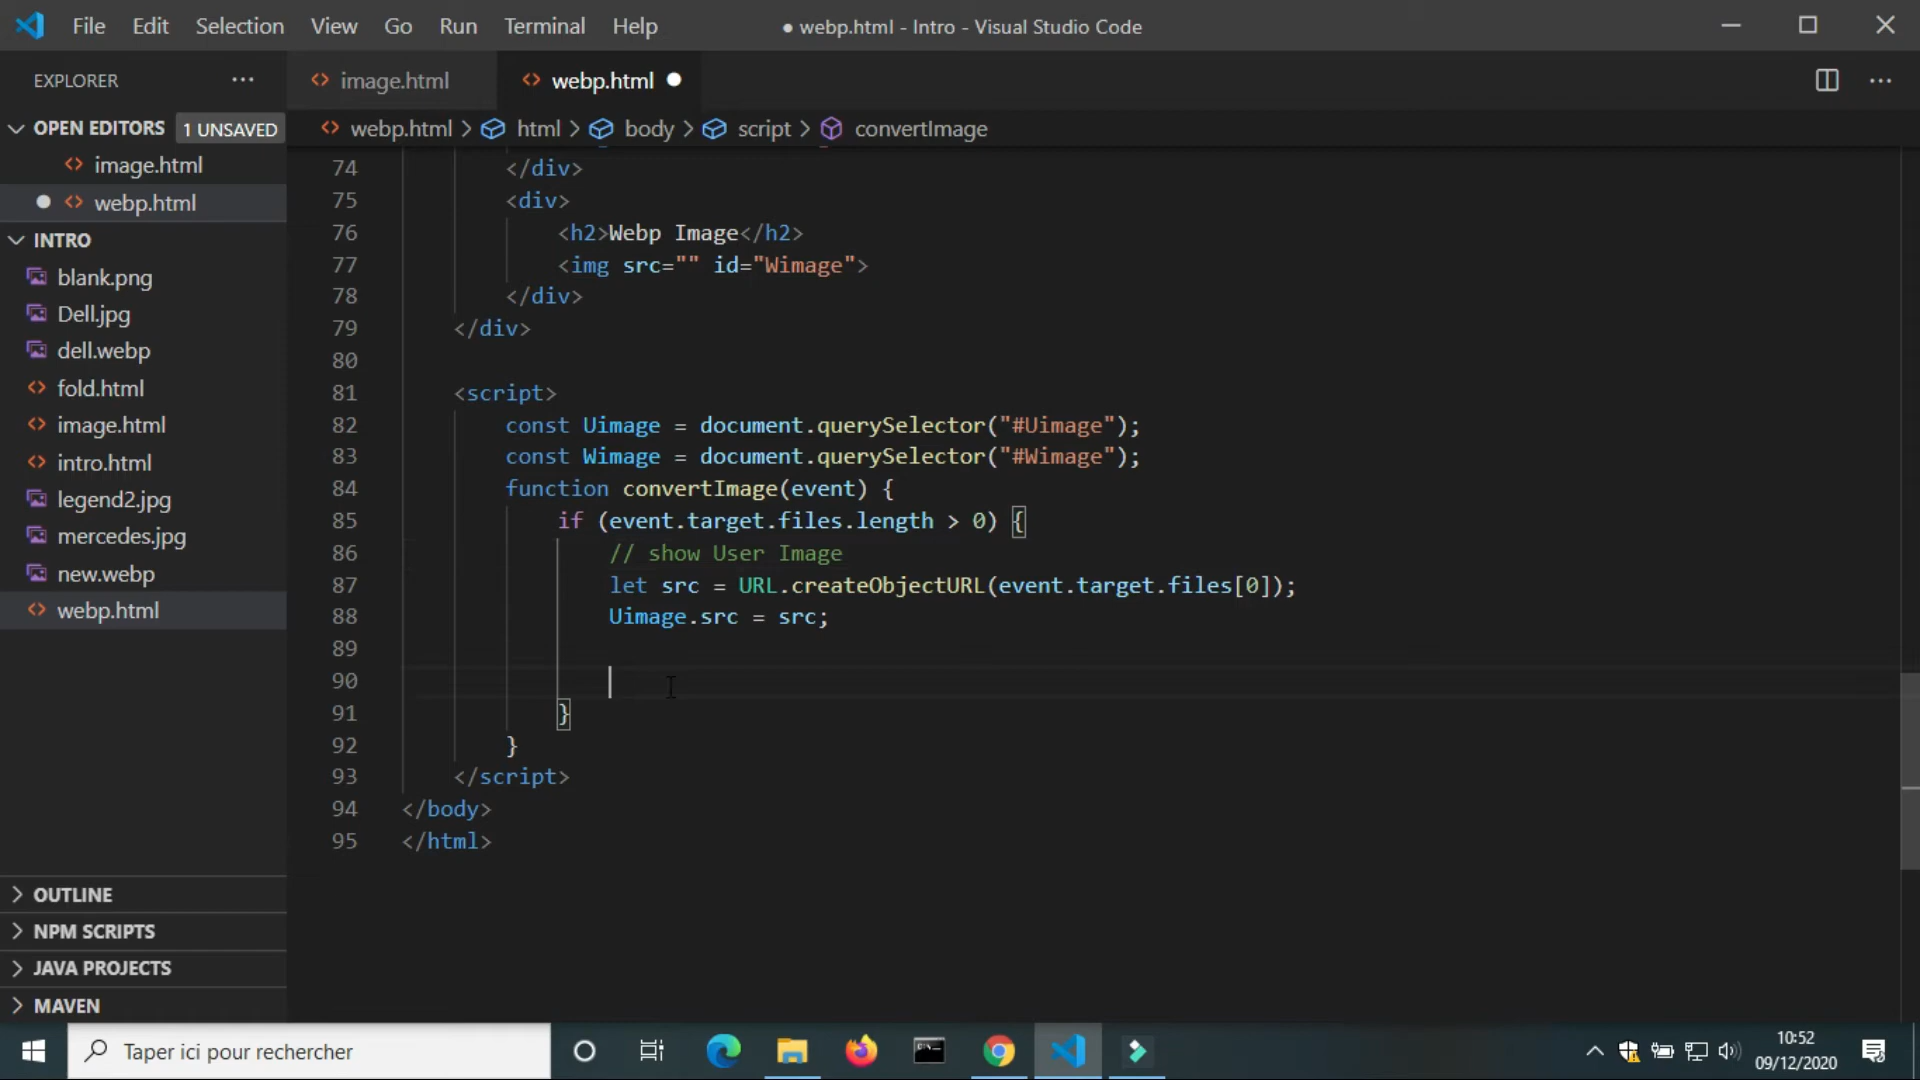 File Edit Selection View Go Run Terminal Help ● webp.html - Intro - Visual Studio Code
EXPLORER ···
image.html
webp.html ●
OPEN EDITORS 1 UNSAVED
image.html
● webp.html
INTRO
blank.png
Dell.jpg
dell.webp
fold.html
image.html
intro.html
legend2.jpg
mercedes.jpg
new.webp
webp.html
OUTLINE
NPM SCRIPTS
JAVA PROJECTS
MAVEN
webp.html > html > body > script > convertImage
74 </div>
75 <div>
76 <h2>Webp Image</h2>
77 <img src="" id="Wimage">
78 </div>
79 </div>
80
81 <script>
82 const Uimage = document.querySelector("#Uimage");
83 const Wimage = document.querySelector("#Wimage");
84 function convertImage(event) {
85 if (event.target.files.length > 0) {
86 // show User Image
87 let src = URL.createObjectURL(event.target.files[0]);
88 Uimage.src = src;
89
90
91 }
92 }
93 </script>
94 </body>
95 </html>
Taper ici pour rechercher
10:52
09/12/2020